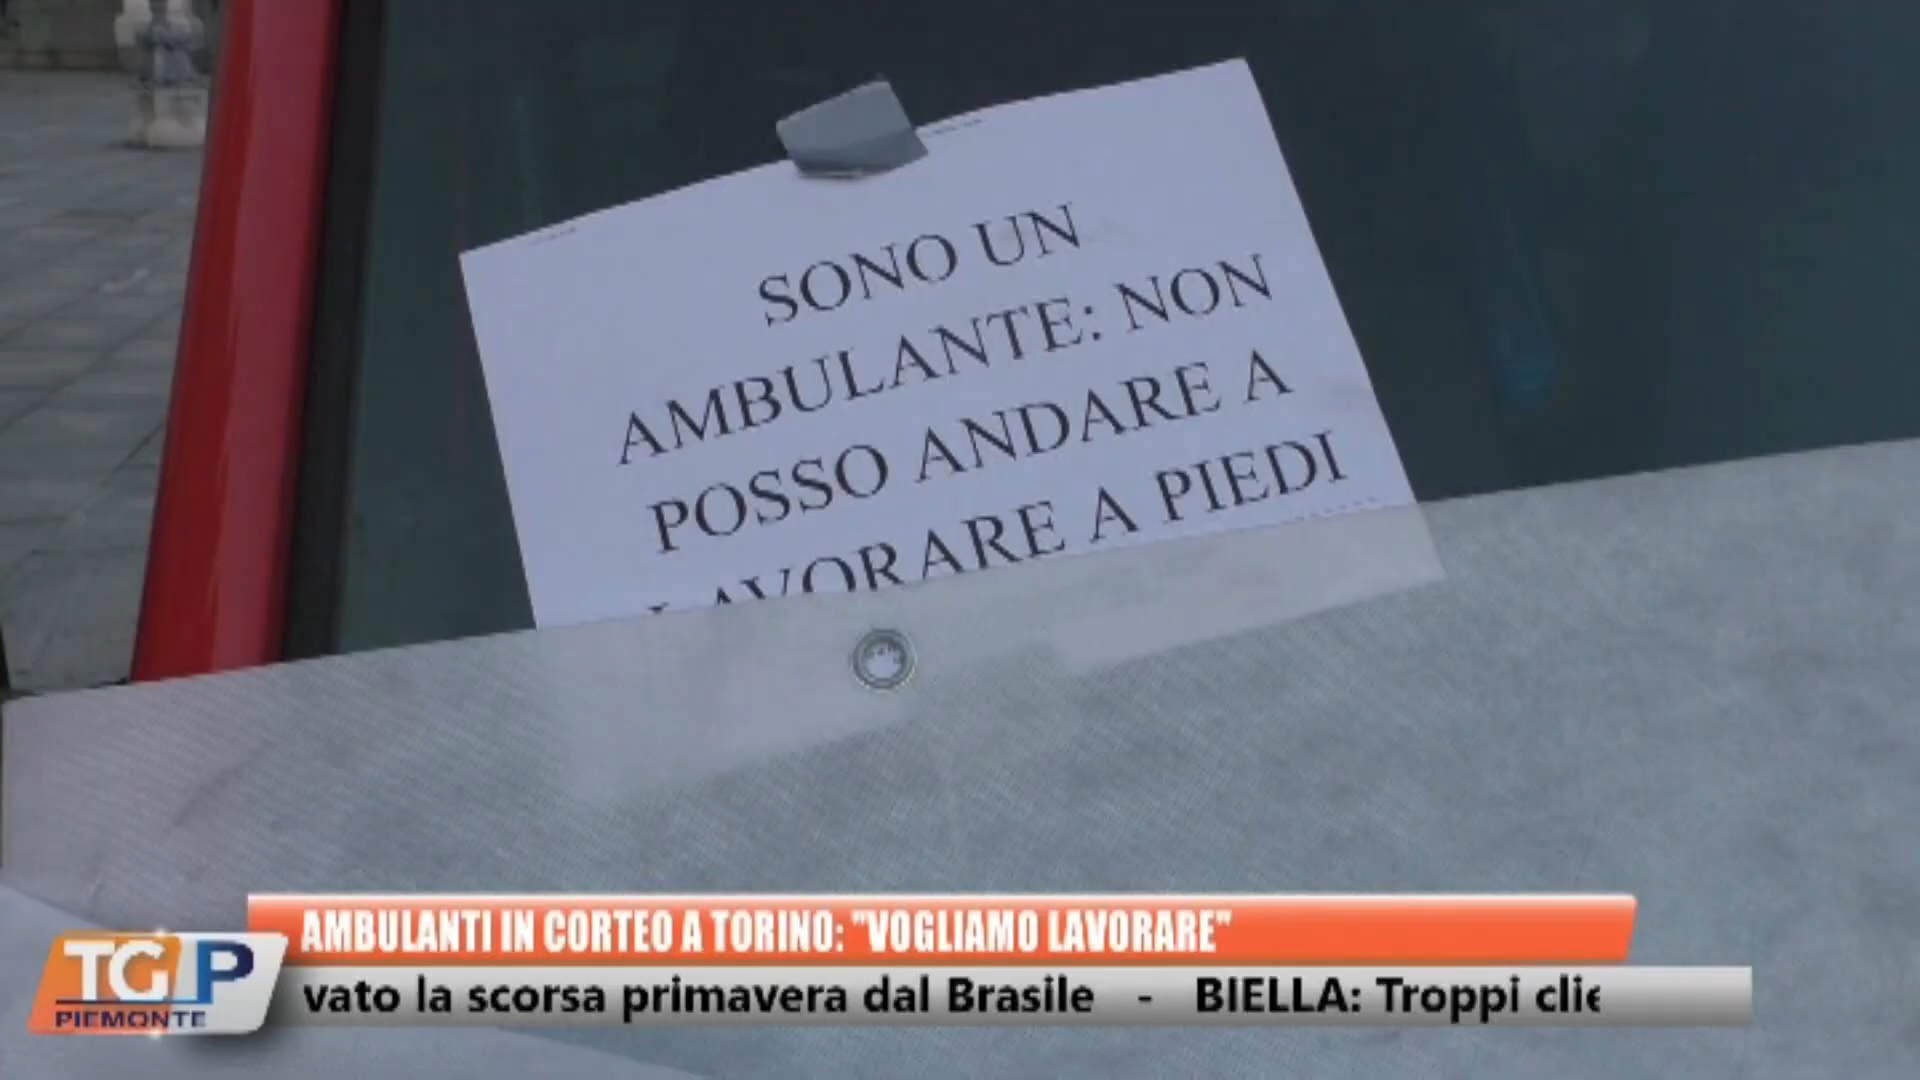 SONO UN
AMBULANTE: NON
POSSO ANDARE A
LAVORARE A PIEDI
AMBULANTI IN CORTEO A TORINO: "VOGLIAMO LAVORARE"
vato la scorsa primavera dal Brasile - BIELLA: Troppi clie
TGP
PIEMONTE